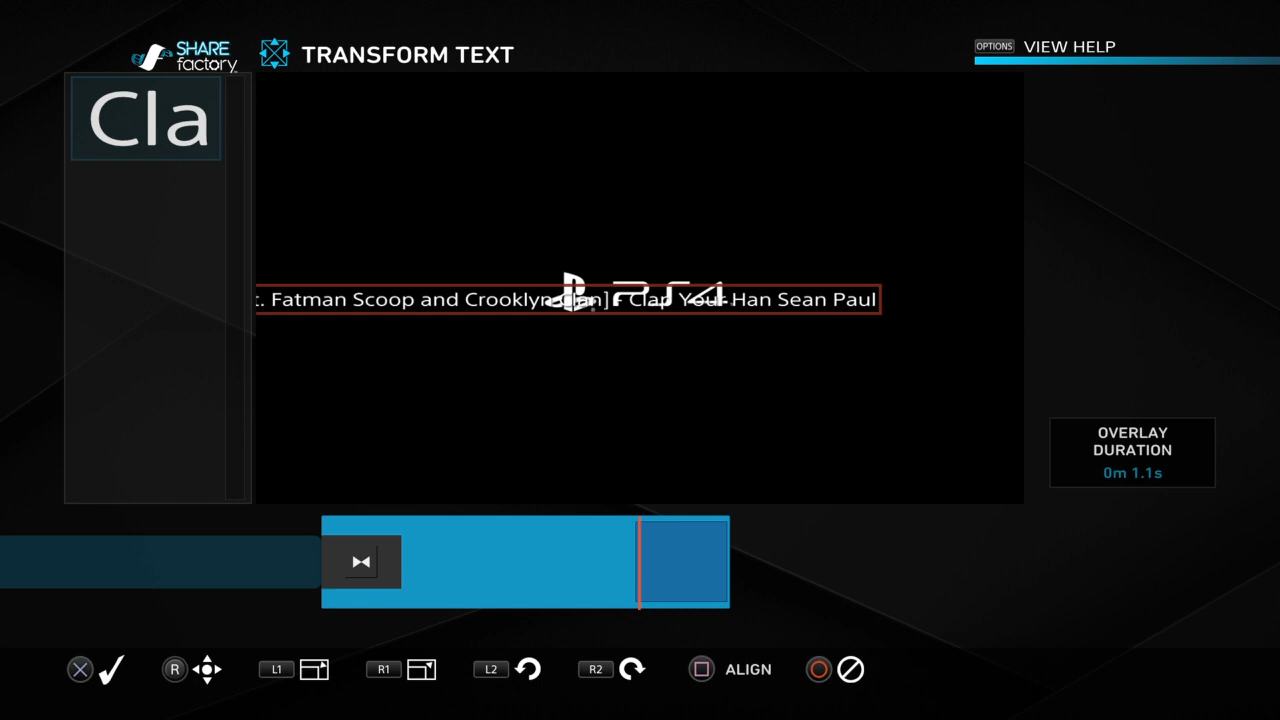 SHARE
factory
TRANSFORM TEXT
OPTIONS VIEW HELP
Cla
t. Fatman Scoop and Crooklyn Clan] - Clap Your Han Sean Paul
PS4
OVERLAY
DURATION
0m 1.1s
R
L1
R1
L2
R2
ALIGN